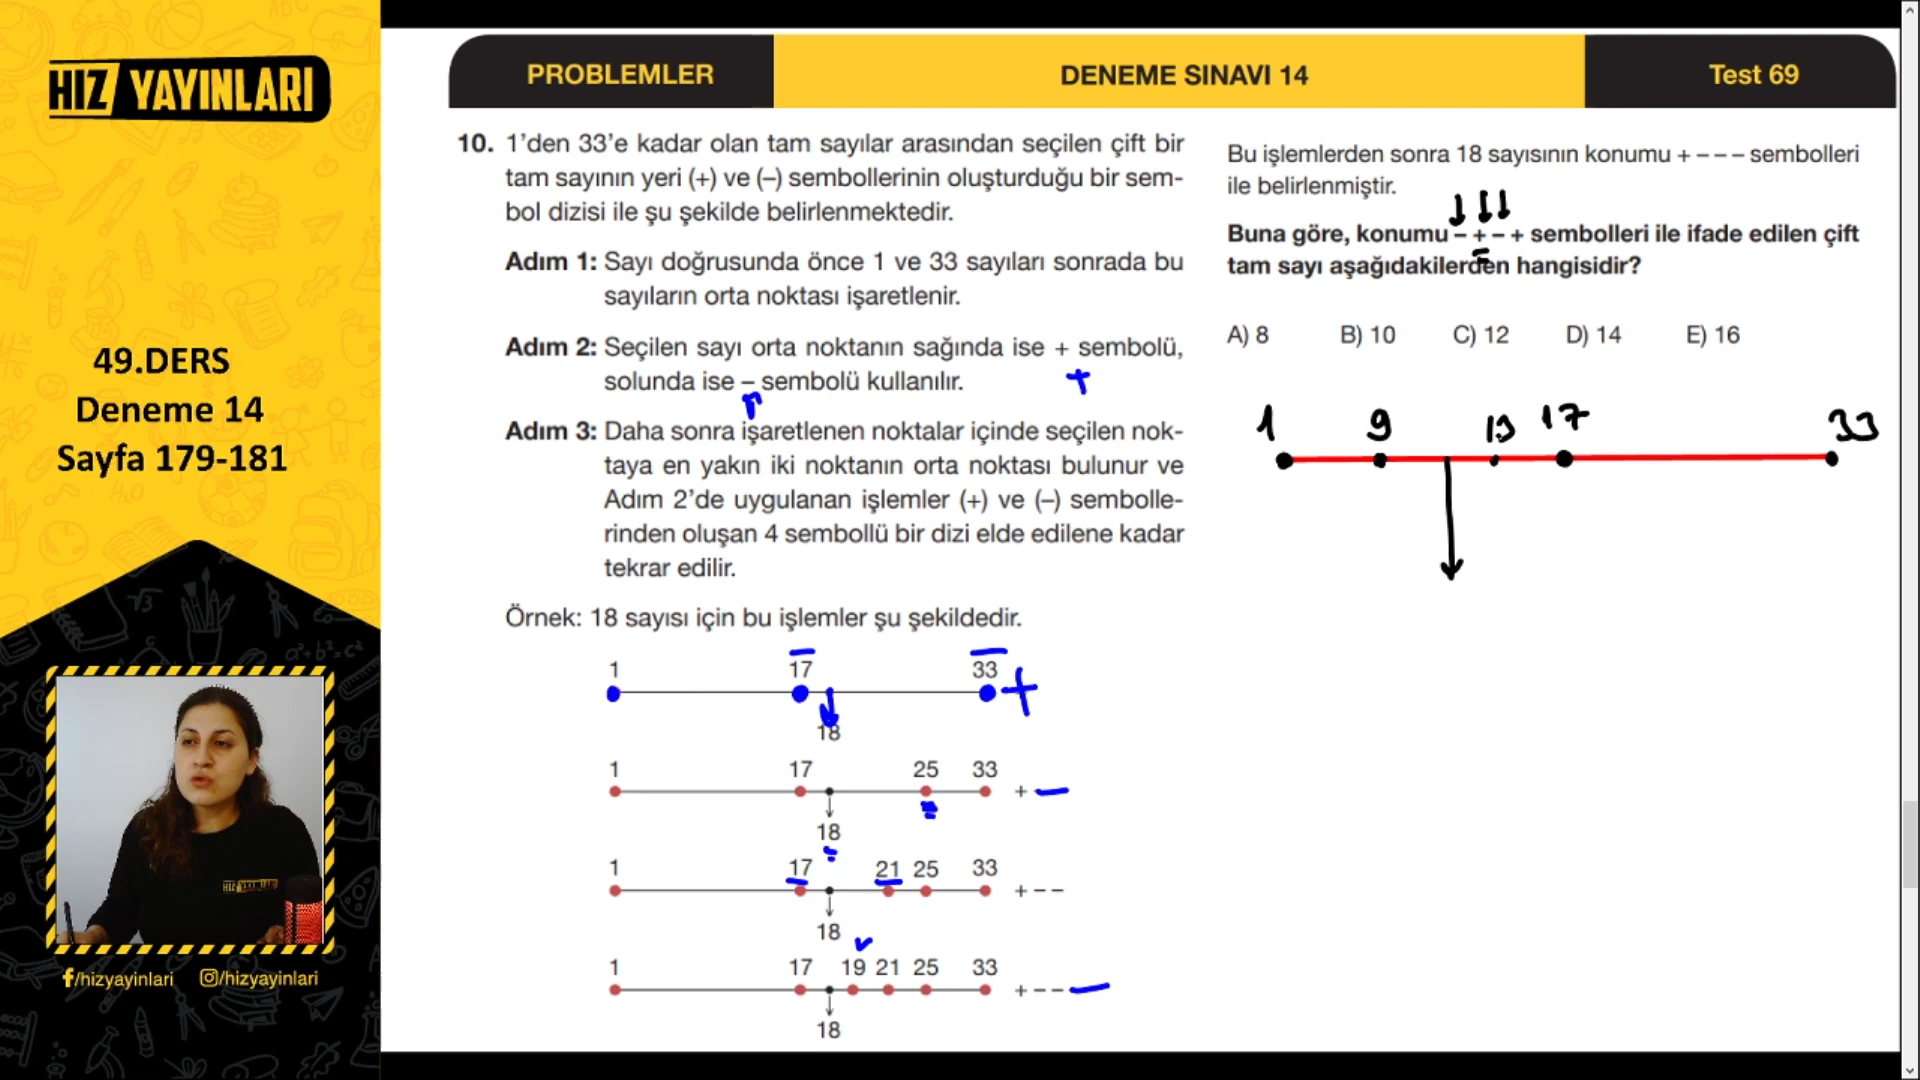 HIZ YAYINLARI
49.DERS
Deneme 14
Sayfa 179-181
HIZ YAYINLARI
f/hizyayinlari /hizyayinlari
PROBLEMLER DENEME SINAVI 14 Test 69
10. 1'den 33'e kadar olan tam sayılar arasından seçilen çift bir
tam sayının yeri (+) ve (–) sembollerinin oluşturduğu bir sem-
bol dizisi ile şu şekilde belirlenmektedir.
Adım 1: Sayı doğrusunda önce 1 ve 33 sayıları sonrada bu
sayıların orta noktası işaretlenir.
Adım 2: Seçilen sayı orta noktanın sağında ise + sembolü,
solunda ise – sembolü kullanılır.
+
Adım 3: Daha sonra işaretlenen noktalar içinde seçilen nok-
taya en yakın iki noktanın orta noktası bulunur ve
Adım 2'de uygulanan işlemler (+) ve (–) sembolle-
rinden oluşan 4 sembollü bir dizi elde edilene kadar
tekrar edilir.
Örnek: 18 sayısı için bu işlemler şu şekildedir.
1 17 33
+
18
1 17 25 33
+ –
18
1 17 21 25 33
+ – –
18
1 17 19 21 25 33
+ – – –
18
Bu işlemlerden sonra 18 sayısının konumu + – – – sembolleri
ile belirlenmiştir.
Buna göre, konumu – + – + sembolleri ile ifade edilen çift
tam sayı aşağıdakilerden hangisidir?
A) 8 B) 10 C) 12 D) 14 E) 16
1 9 13 17 33